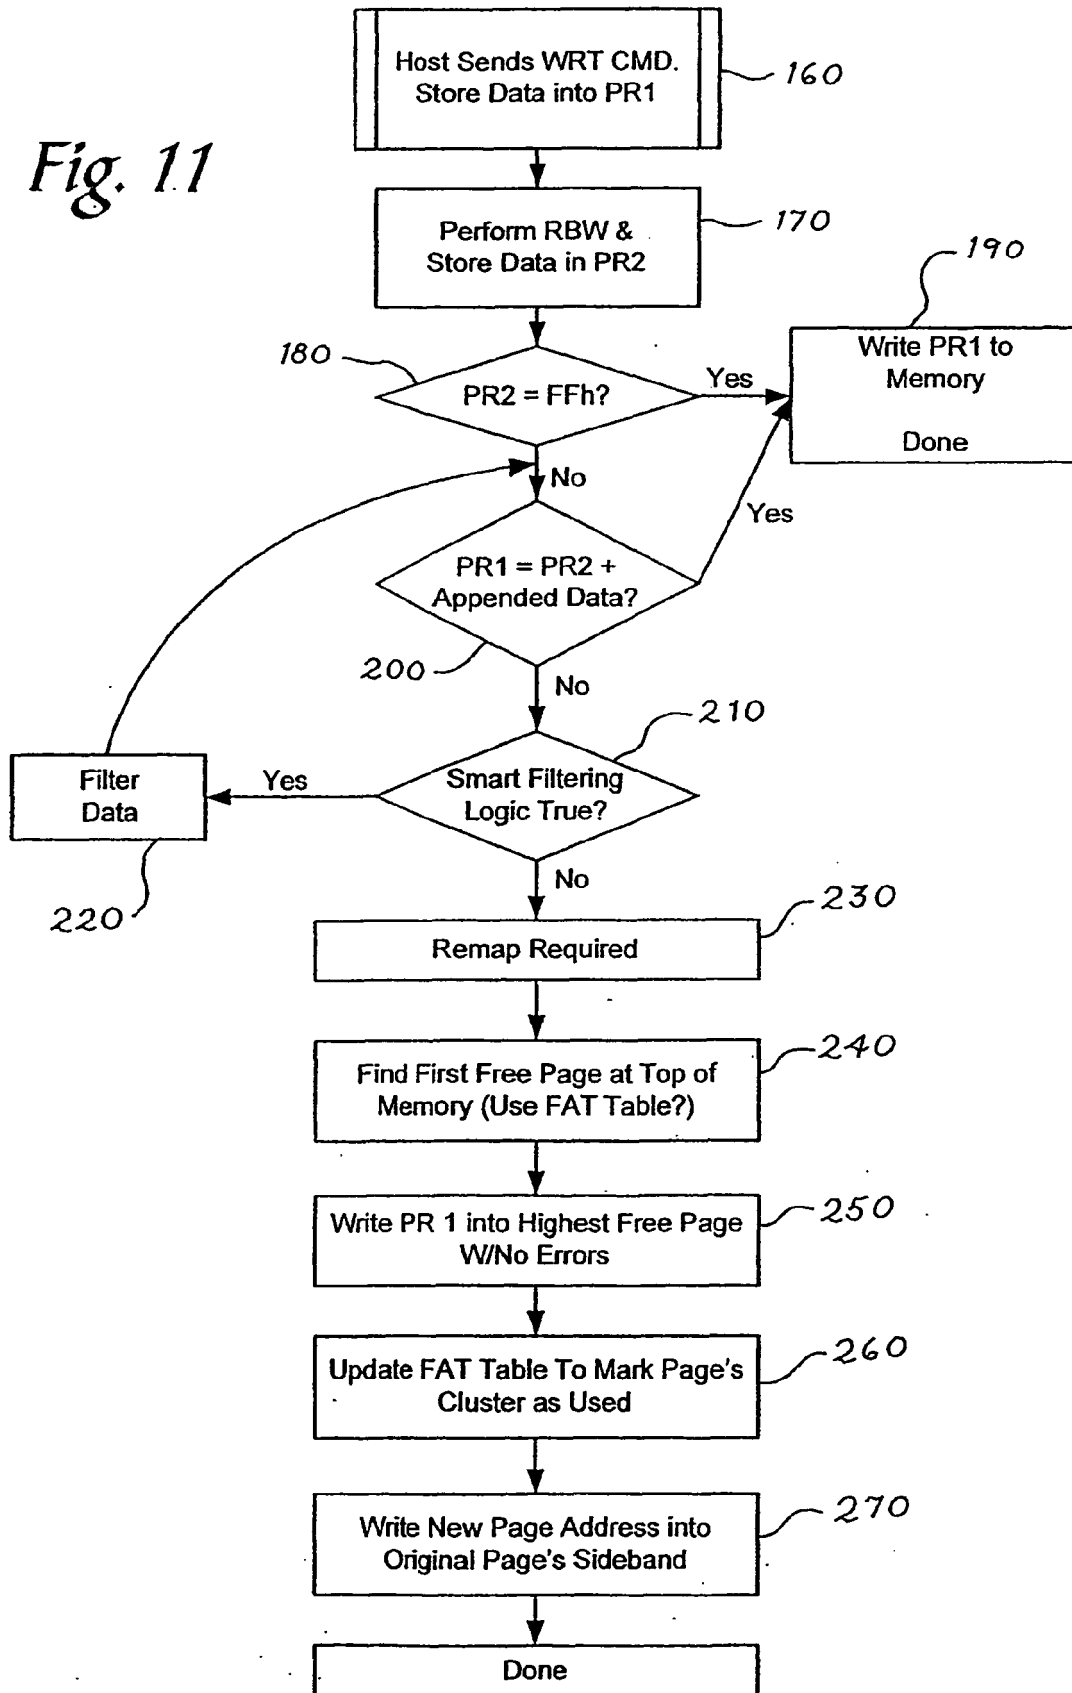 Fig. 11
Host Sends WRT CMD.
Store Data into PR1
160
Perform RBW &
Store Data in PR2
170
180
PR2 = FFh?
Yes
190
Write PR1 to
Memory
Done
No
PR1 = PR2 +
Appended Data?
Yes
200
No
210
Smart Filtering
Logic True?
Yes
Filter
Data
220
No
230
Remap Required
240
Find First Free Page at Top of
Memory (Use FAT Table?)
250
Write PR 1 into Highest Free Page
W/No Errors
260
Update FAT Table To Mark Page's
Cluster as Used
270
Write New Page Address into
Original Page's Sideband
Done